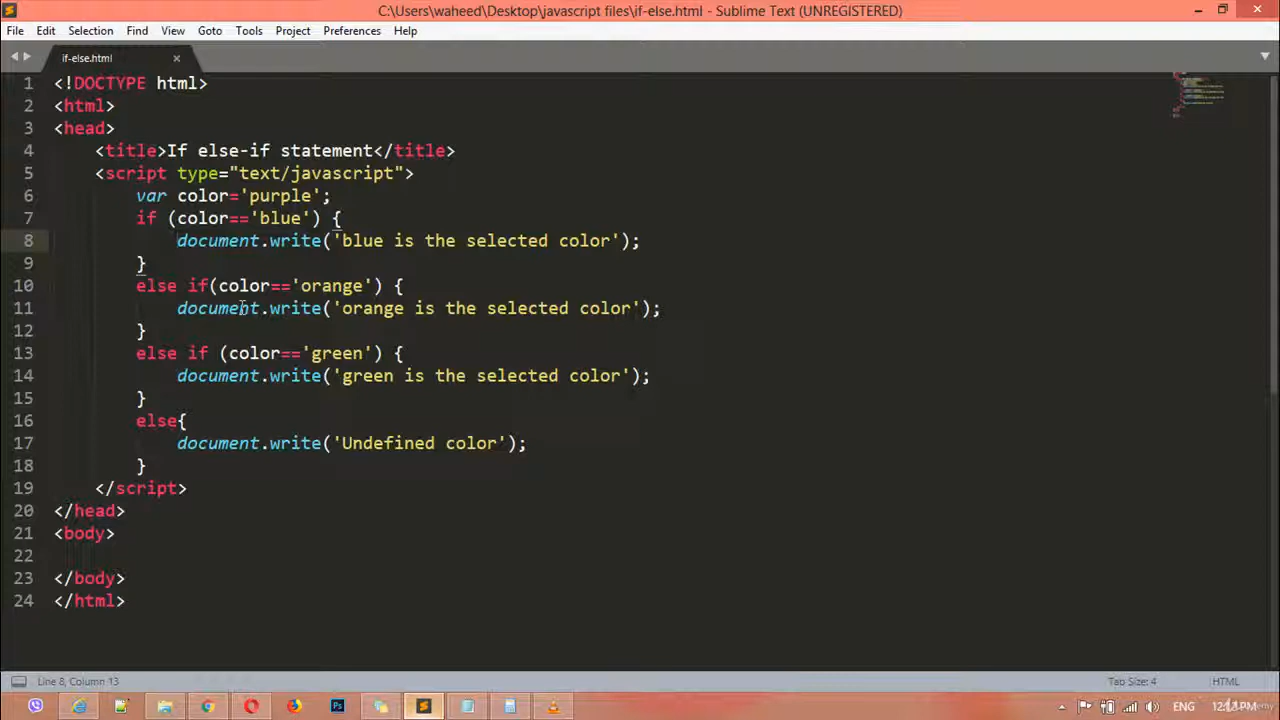 C:\Users\waheed\Desktop\javascript files\if-else.html - Sublime Text (UNREGISTERED)
File Edit Selection Find View Goto Tools Project Preferences Help
if-else.html
1 <!DOCTYPE html>
2 <html>
3 <head>
4 <title>If else-if statement</title>
5 <script type="text/javascript">
6 var color='purple';
7 if (color=='blue') {
8 document.write('blue is the selected color');
9 }
10 else if(color=='orange') {
11 document.write('orange is the selected color');
12 }
13 else if (color=='green') {
14 document.write('green is the selected color');
15 }
16 else{
17 document.write('Undefined color');
18 }
19 </script>
20 </head>
21 <body>
22
23 </body>
24 </html>
Line 8, Column 13 Tab Size: 4 HTML
Ps ENG